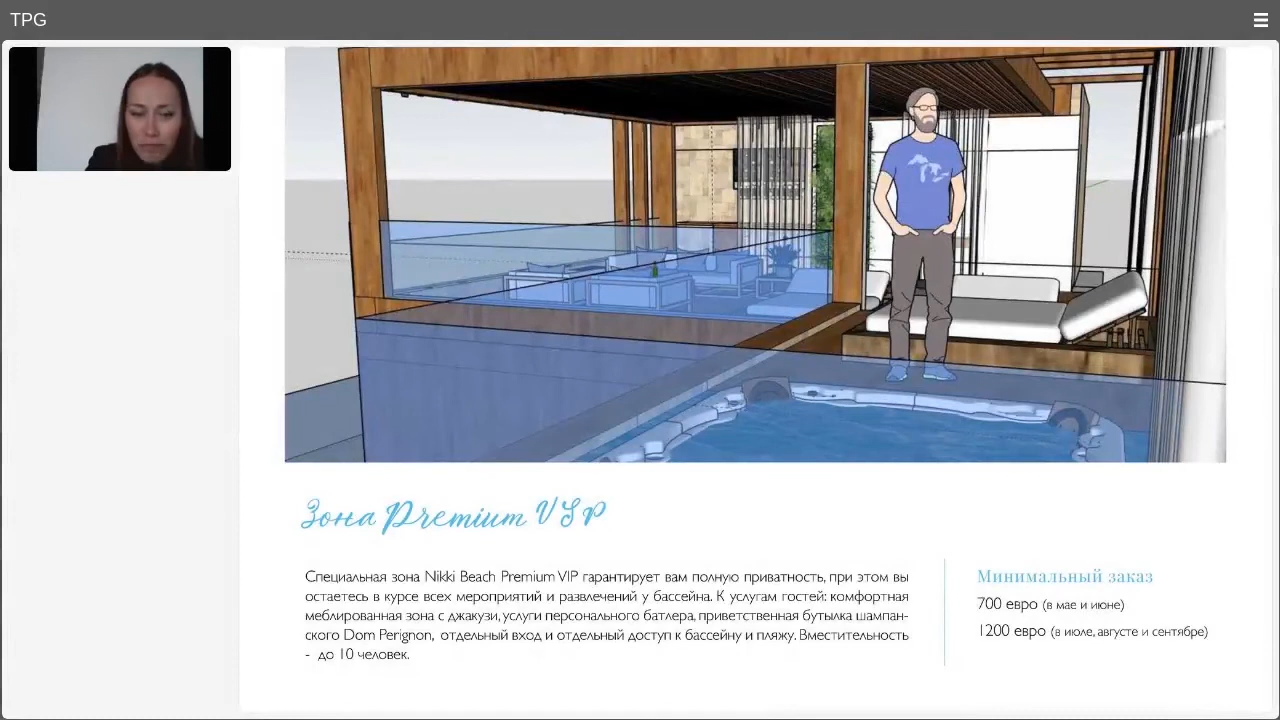 TPG
Зона Premium VIP
Специальная зона Nikki Beach Premium VIP гарантирует вам полную приватность, при этом вы
остаетесь в курсе всех мероприятий и развлечений у бассейна. К услугам гостей: комфортная
меблированная зона с джакузи, услуги персонального батлера, приветственная бутылка шампан-
ского Dom Perignon, отдельный вход и отдельный доступ к бассейну и пляжу. Вместительность
- до 10 человек.
Минимальный заказ
700 евро (в мае и июне)
1200 евро (в июле, августе и сентябре)